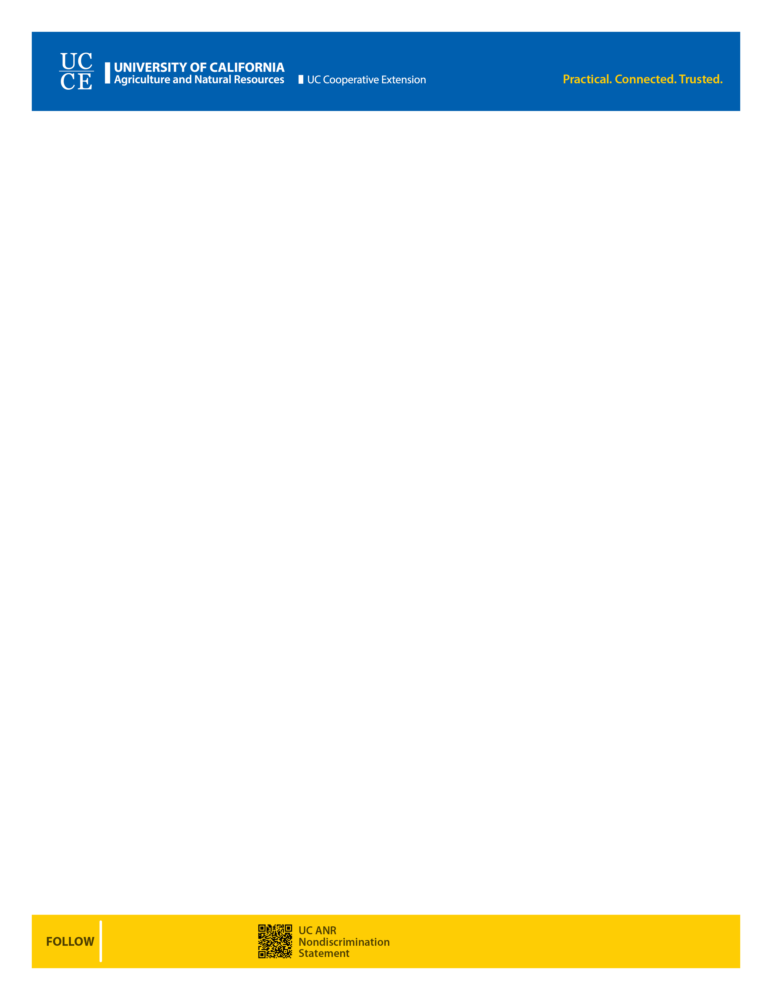 UC
CE
UNIVERSITY OF CALIFORNIA
Agriculture and Natural Resources
UC Cooperative Extension
Practical. Connected. Trusted.
FOLLOW
UC ANR
Nondiscrimination
Statement